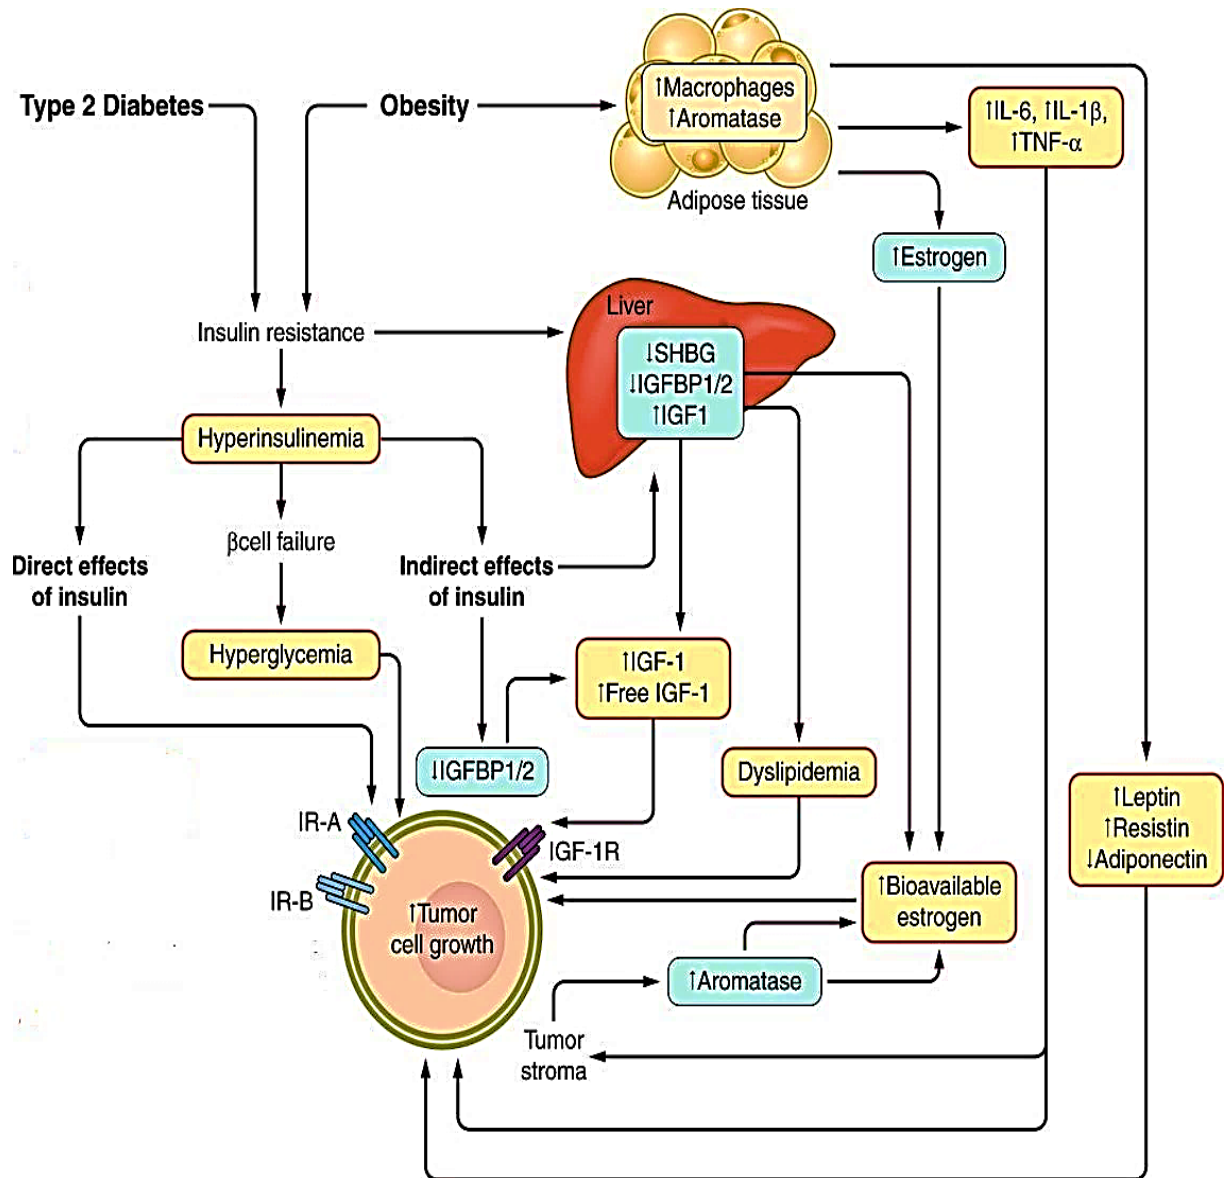 ↑Macrophages
↑Aromatase
Adipose tissue
Type 2 Diabetes
Obesity
↑IL-6, ↑IL-1β,
↑TNF-α
↑Estrogen
Insulin resistance
Liver
↓SHBG
↓IGFBP1/2
↑IGF1
Hyperinsulinemia
βcell failure
Direct effects
of insulin
Indirect effects
of insulin
Hyperglycemia
↑IGF-1
↑Free IGF-1
↓IGFBP1/2
Dyslipidemia
↑Leptin
↑Resistin
↓Adiponectin
IR-A
IGF-1R
IR-B
↑Tumor
cell growth
↑Bioavailable
estrogen
↑Aromatase
Tumor
stroma